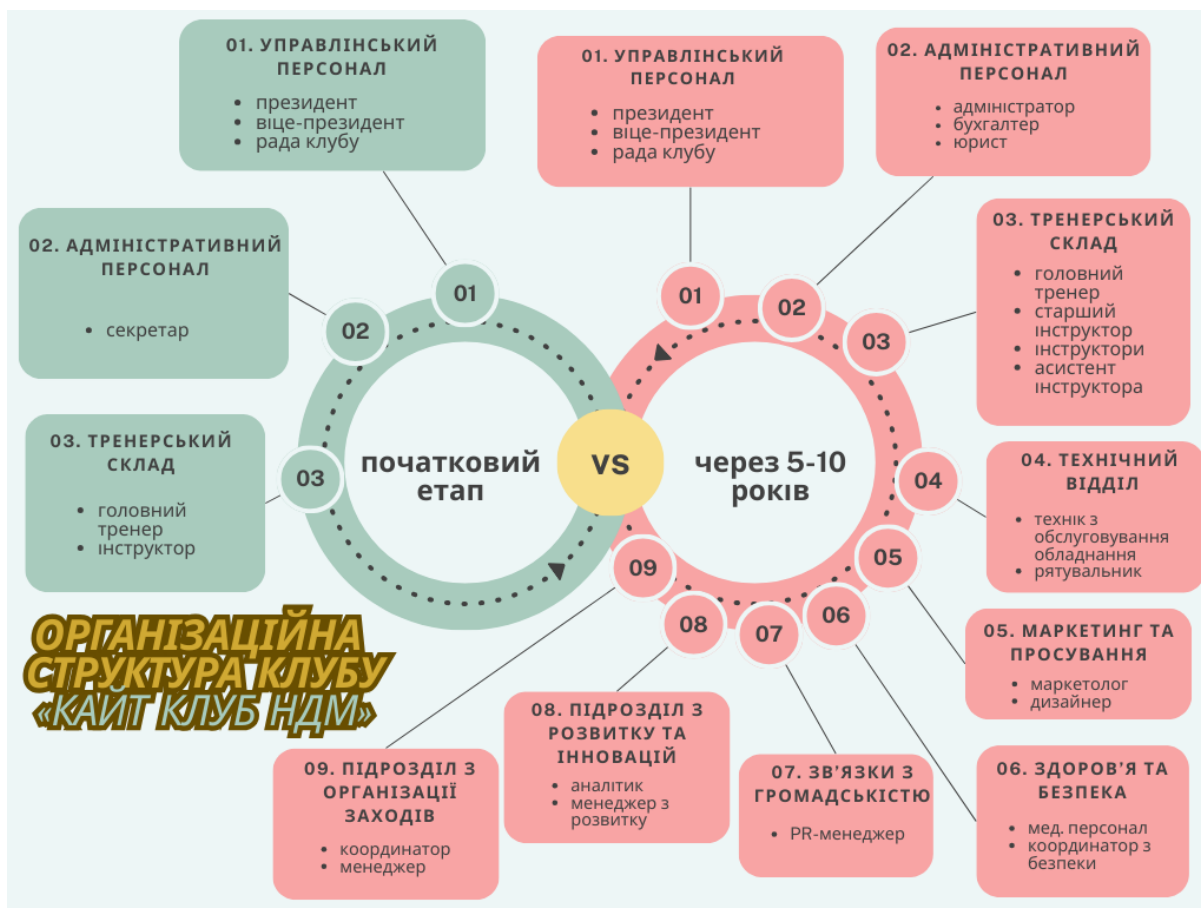 01. УПРАВЛІНСЬКИЙ
ПЕРСОНАЛ
• президент
• віце-президент
• рада клубу
02. АДМІНІСТРАТИВНИЙ
ПЕРСОНАЛ
• секретар
03. ТРЕНЕРСЬКИЙ
СКЛАД
• головний
тренер
• інструктор
01
02
03
початковий
етап
vs
через 5-10
років
01
02
03
04
05
06
07
08
09
01. УПРАВЛІНСЬКИЙ
ПЕРСОНАЛ
• президент
• віце-президент
• рада клубу
02. АДМІНІСТРАТИВНИЙ
ПЕРСОНАЛ
• адміністратор
• бухгалтер
• юрист
03. ТРЕНЕРСЬКИЙ
СКЛАД
• головний
тренер
• старший
інструктор
• інструктори
• асистент
інструктора
04. ТЕХНІЧНИЙ
ВІДДІЛ
• технік з
обслуговування
обладнання
• рятувальник
05. МАРКЕТИНГ ТА
ПРОСУВАННЯ
• маркетолог
• дизайнер
06. ЗДОРОВ'Я ТА
БЕЗПЕКА
• мед. персонал
• координатор з
безпеки
07. ЗВ'ЯЗКИ З
ГРОМАДСЬКІСТЮ
• PR-менеджер
08. ПІДРОЗДІЛ З
РОЗВИТКУ ТА
ІННОВАЦІЙ
• аналітик
• менеджер з
розвитку
09. ПІДРОЗДІЛ З
ОРГАНІЗАЦІЇ
ЗАХОДІВ
• координатор
• менеджер
ОРГАНІЗАЦІЙНА
СТРУКТУРА КЛУБУ
«КАЙТ КЛУБ НДМ»